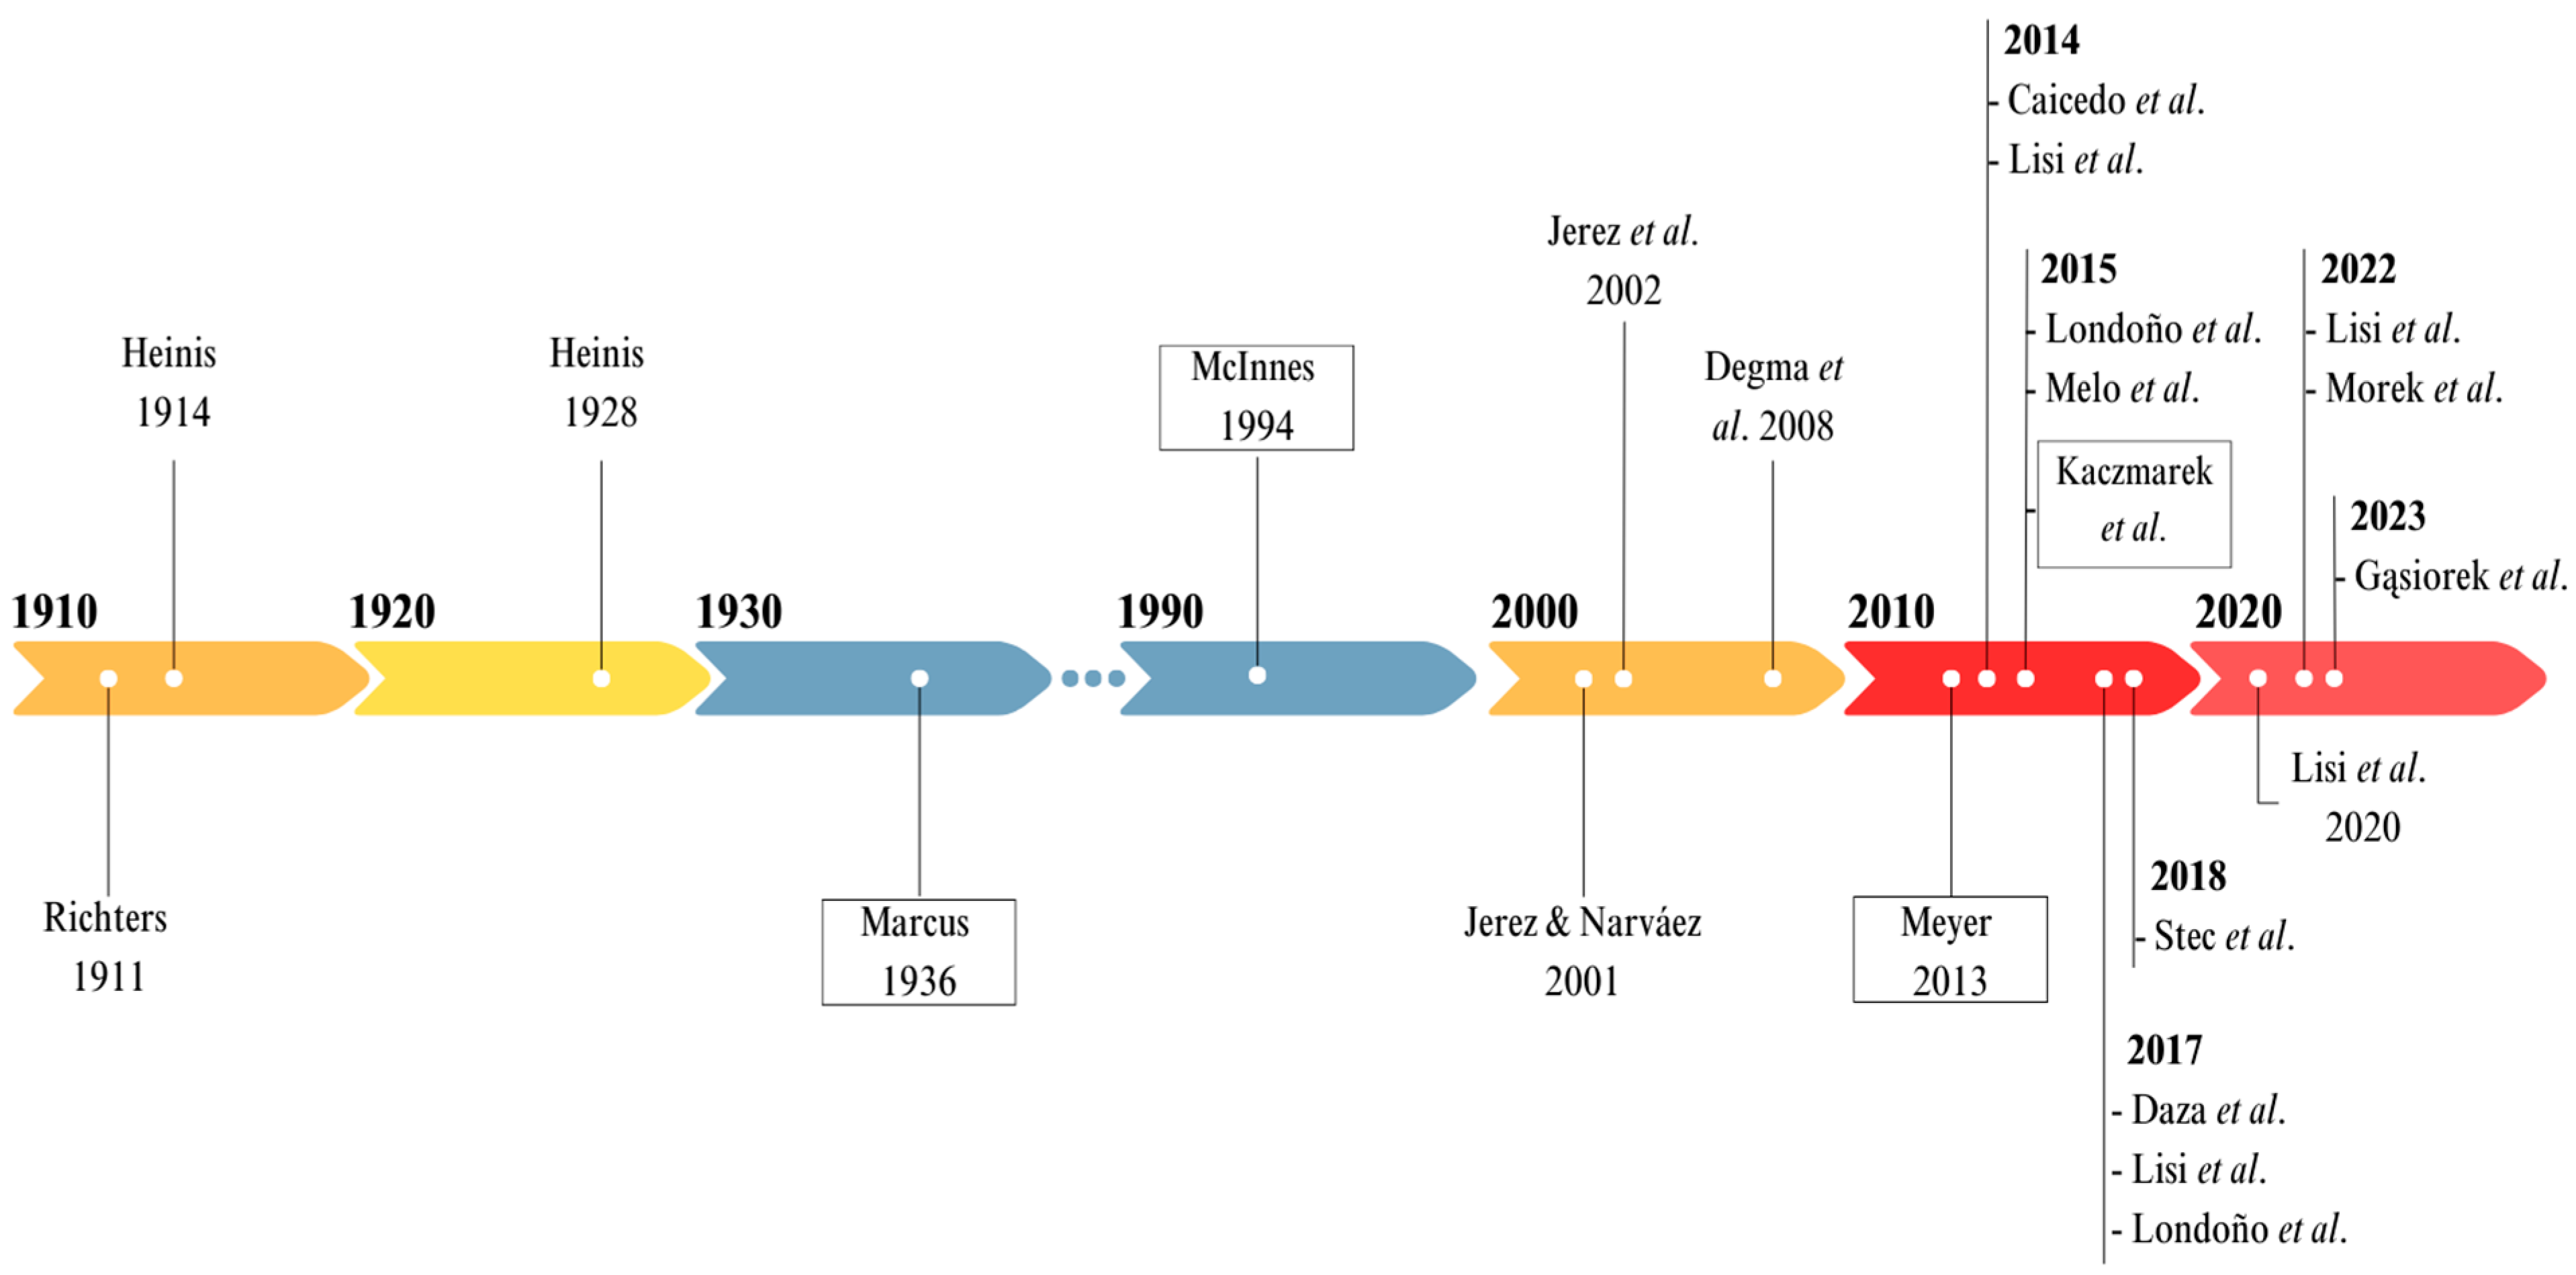 2014
- Caicedo et al.
- Lisi et al.
Jerez et al.
2002
2015
- Londoño et al.
- Melo et al.
- Kaczmarek
et al.
2022
- Lisi et al.
- Morek et al.
Heinis
1914
Heinis
1928
McInnes
1994
Degma et
al. 2008
2023
- Gąsiorek et al.
1910
1920
1930
1990
2000
2010
2020
Richters
1911
Marcus
1936
Jerez & Narváez
2001
Meyer
2013
Lisi et al.
2020
2018
- Stec et al.
2017
- Daza et al.
- Lisi et al.
- Londoño et al.